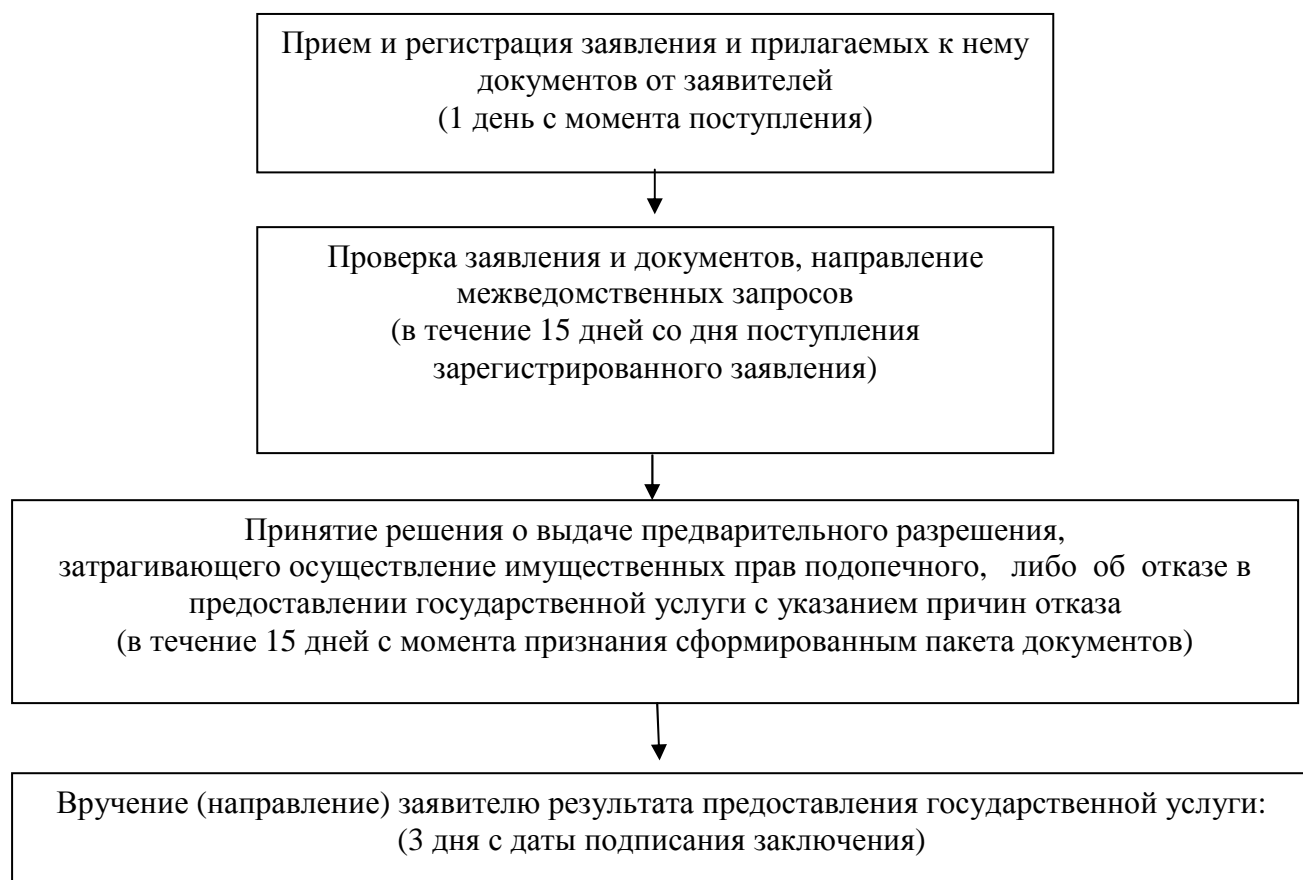 Прием и регистрация заявления и прилагаемых к нему
документов от заявителей
(1 день с момента поступления)
Проверка заявления и документов, направление
межведомственных запросов
(в течение 15 дней со дня поступления
зарегистрированного заявления)
Принятие решения о выдаче предварительного разрешения,
затрагивающего осуществление имущественных прав подопечного, либо об отказе в
предоставлении государственной услуги с указанием причин отказа
(в течение 15 дней с момента признания сформированным пакета документов)
Вручение (направление) заявителю результата предоставления государственной услуги:
(3 дня с даты подписания заключения)